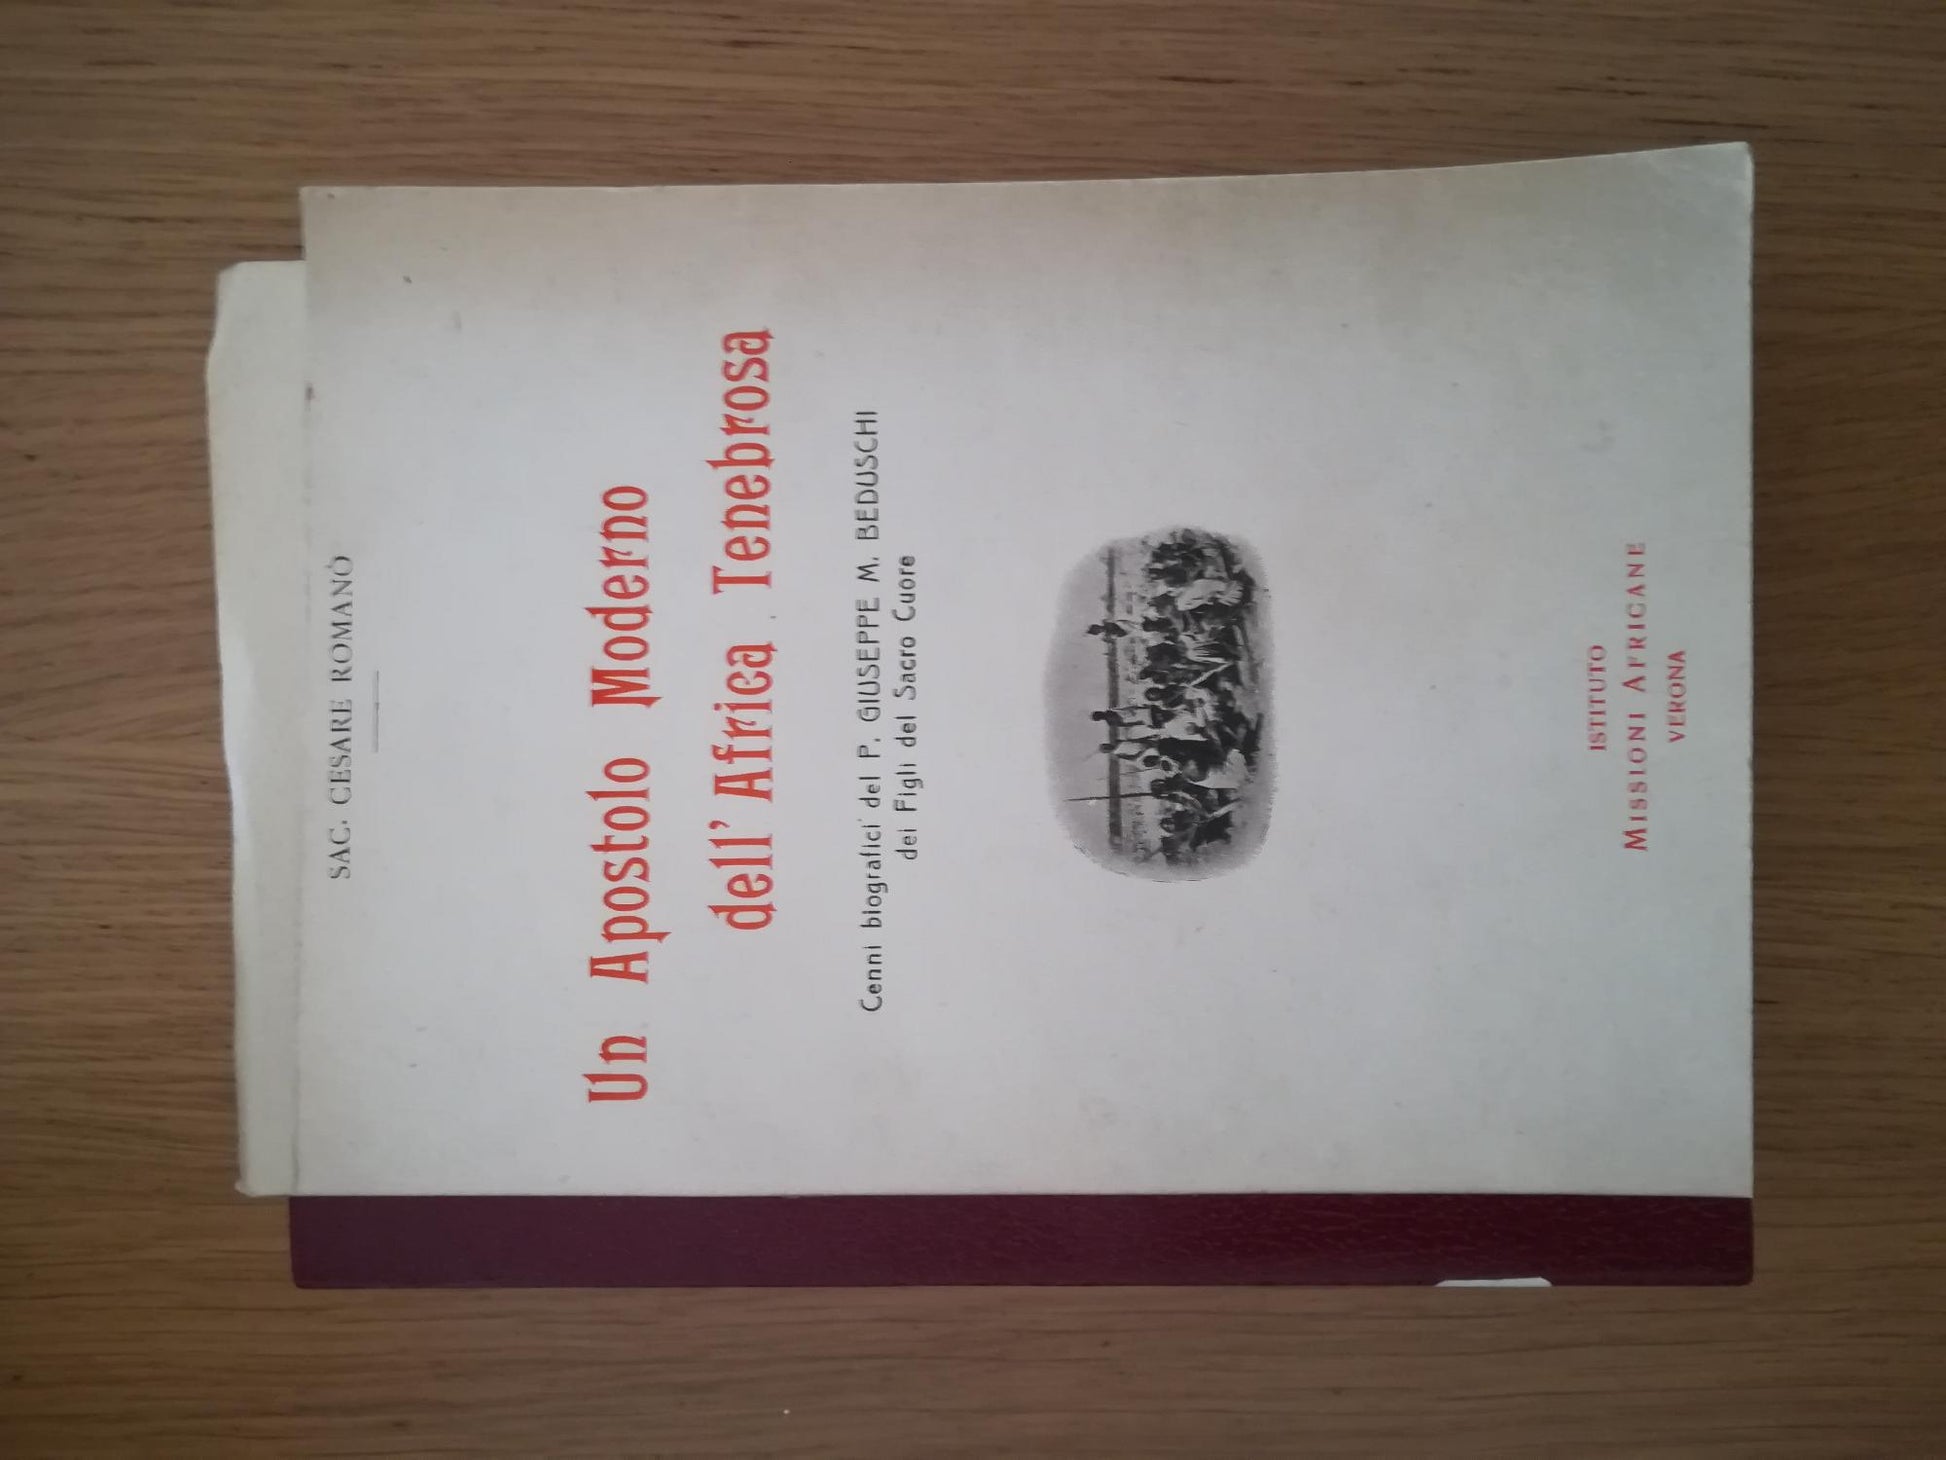 SAC. CESARE ROMANÒ
Un Apostolo Moderno
dell' Africa Tenebrosa
Cenni biografici del P. GIUSEPPE M. BEDUSCHI
dei Figli del Sacro Cuore
ISTITUTO
MISSIONI AFRICANE
VERONA